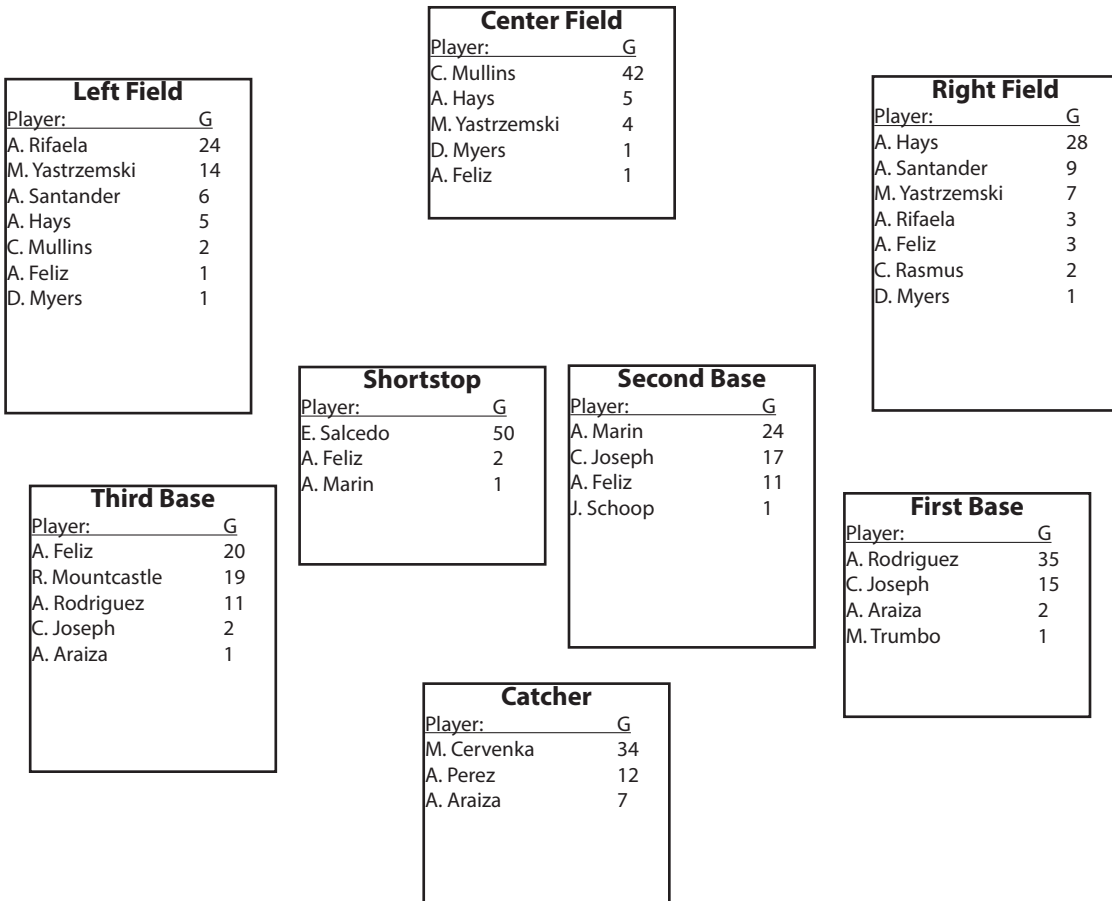 Center Field
Player: G
C. Mullins 42
A. Hays 5
M. Yastrzemski 4
D. Myers 1
A. Feliz 1
Left Field
Player: G
A. Rifaela 24
M. Yastrzemski 14
A. Santander 6
A. Hays 5
C. Mullins 2
A. Feliz 1
D. Myers 1
Right Field
Player: G
A. Hays 28
A. Santander 9
M. Yastrzemski 7
A. Rifaela 3
A. Feliz 3
C. Rasmus 2
D. Myers 1
Shortstop
Player: G
E. Salcedo 50
A. Feliz 2
A. Marin 1
Second Base
Player: G
A. Marin 24
C. Joseph 17
A. Feliz 11
J. Schoop 1
Third Base
Player: G
A. Feliz 20
R. Mountcastle 19
A. Rodriguez 11
C. Joseph 2
A. Araiza 1
First Base
Player: G
A. Rodriguez 35
C. Joseph 15
A. Araiza 2
M. Trumbo 1
Catcher
Player: G
M. Cervenka 34
A. Perez 12
A. Araiza 7